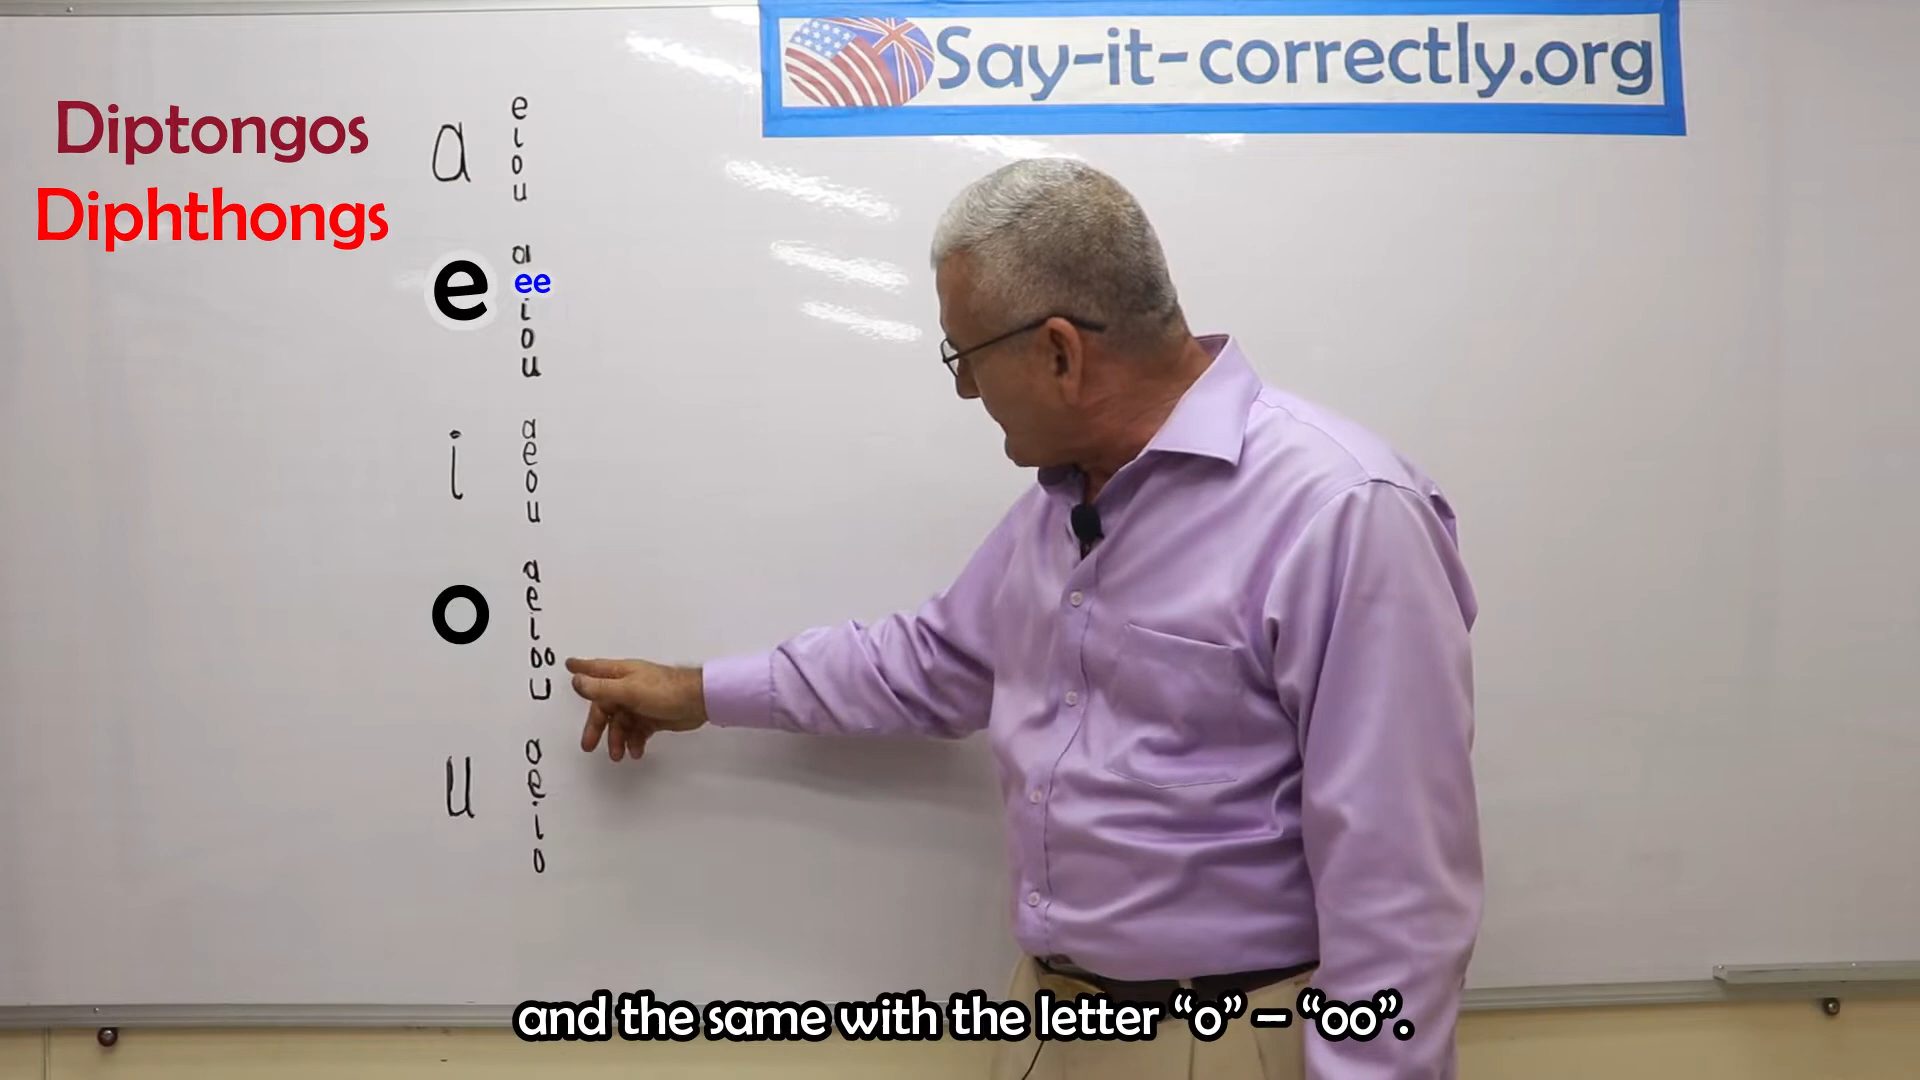 Say-it-correctly.org
Diptongos
Diphthongs
a
e
i
o
u
e
a
ee
i
o
u
i
a
e
o
u
o
a
e
i
oo
u
u
a
e
i
o
and the same with the letter “o” – “oo”.